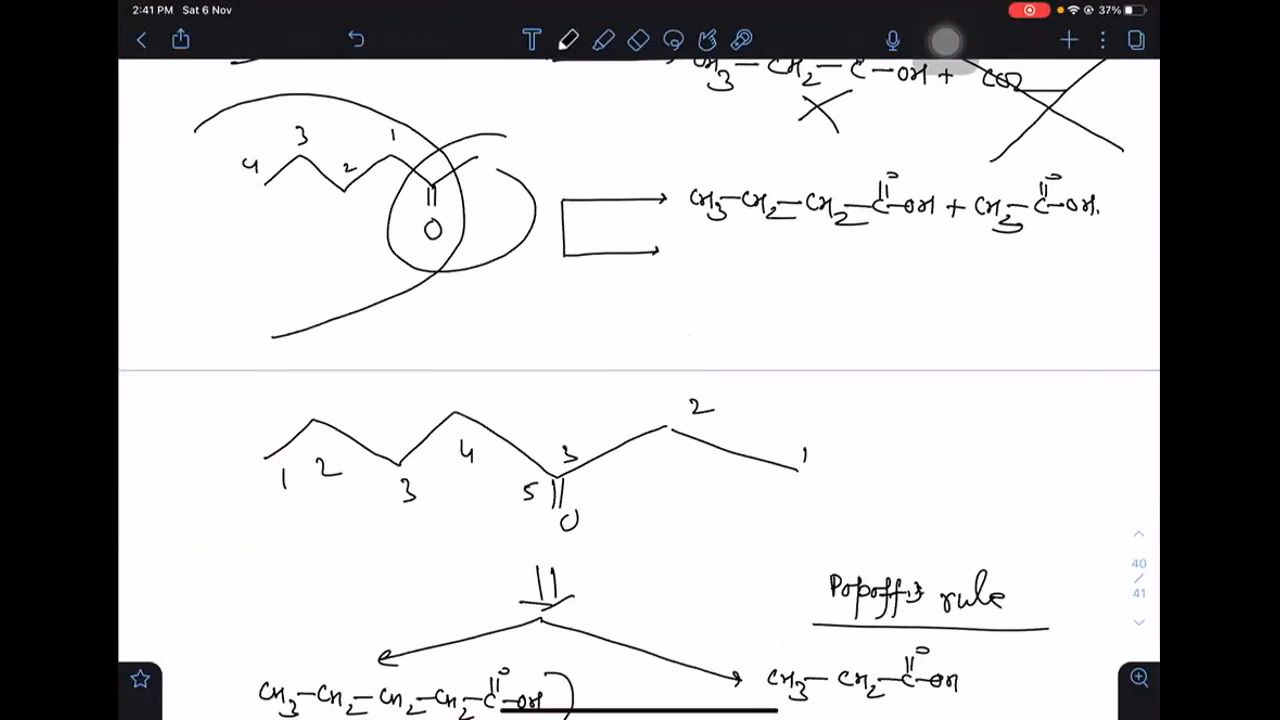 2:41 PM Sat 6 Nov 37%
T
CH3-CH2-C-OH + CO2
4 3 2 1
O
CH3-CH2-CH2-C-OH + CH3-C-OH.
O O
1 2 3 4 5 3 2 1
O
40
/
41
Popoff's rule
O
CH3-CH2-C-OH
O
CH3-CH2-CH2-CH2-C-OH